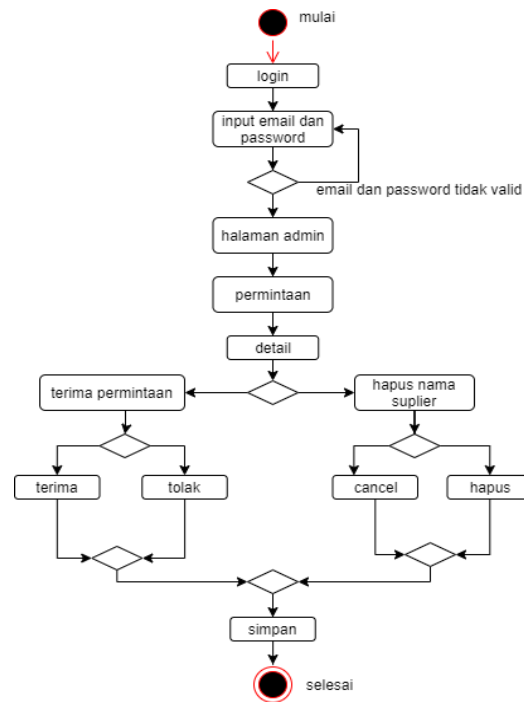 mulai
login
input email dan
password
email dan password tidak valid
halaman admin
permintaan
detail
terima permintaan
hapus nama
suplier
terima
tolak
cancel
hapus
simpan
selesai